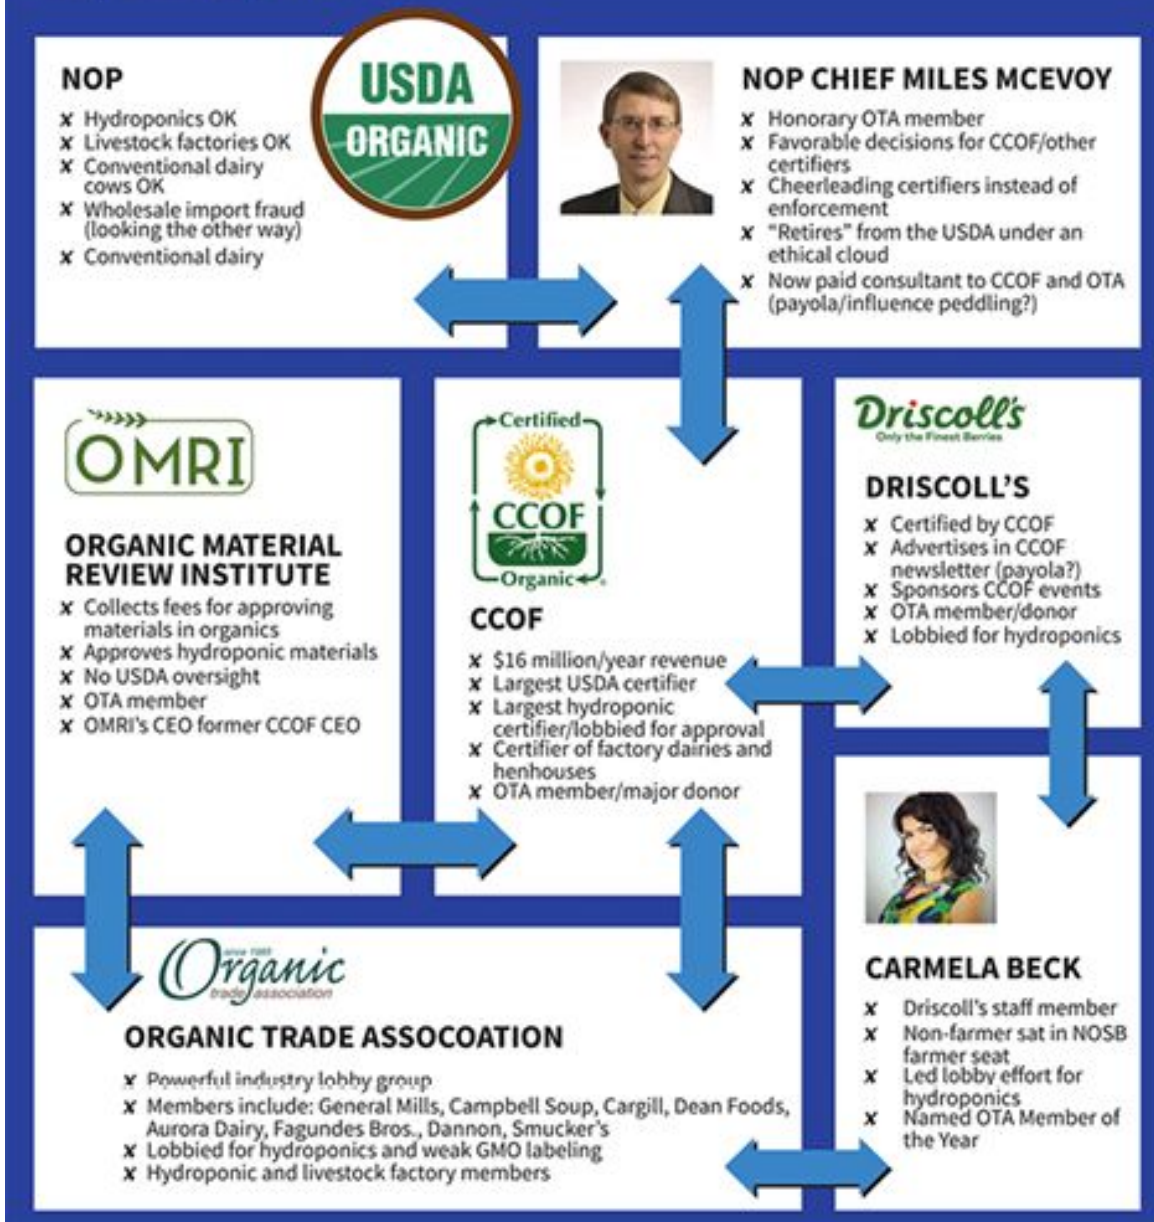 NOP
x Hydroponics OK
x Livestock factories OK
x Conventional dairy
cows OK
x Wholesale import fraud
(looking the other way)
x Conventional dairy
USDA
ORGANIC
NOP CHIEF MILES MCEVOY
x Honorary OTA member
x Favorable decisions for CCOF/other
certifiers
x Cheerleading certifiers instead of
enforcement
x "Retires" from the USDA under an
ethical cloud
x Now paid consultant to CCOF and OTA
(payola/influence peddling?)
OMRI
ORGANIC MATERIAL
REVIEW INSTITUTE
x Collects fees for approving
materials in organics
x Approves hydroponic materials
x No USDA oversight
x OTA member
x OMRI's CEO former CCOF CEO
Certified
CCOF
Organic
CCOF
x $16 million/year revenue
x Largest USDA certifier
x Largest hydroponic
certifier/lobbied for approval
x Certifier of factory dairies and
henhouses
x OTA member/major donor
Driscoll's
Only the Finest Berries
DRISCOLL'S
x Certified by CCOF
x Advertises in CCOF
newsletter (payola?)
x Sponsors CCOF events
x OTA member/donor
x Lobbied for hydroponics
since 1985
Organic
trade association
ORGANIC TRADE ASSOCOATION
x Powerful industry lobby group
x Members include: General Mills, Campbell Soup, Cargill, Dean Foods,
Aurora Dairy, Fagundes Bros., Dannon, Smucker's
x Lobbied for hydroponics and weak GMO labeling
x Hydroponic and livestock factory members
CARMELA BECK
x Driscoll's staff member
x Non-farmer sat in NOSB
farmer seat
x Led lobby effort for
hydroponics
x Named OTA Member of
the Year